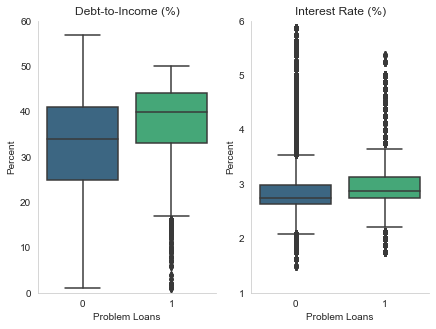 Debt-to-Income (%)
60
50
40
30
20
10
0
Percent
0
1
Problem Loans
Interest Rate (%)
6
5
4
3
2
1
Percent
0
1
Problem Loans